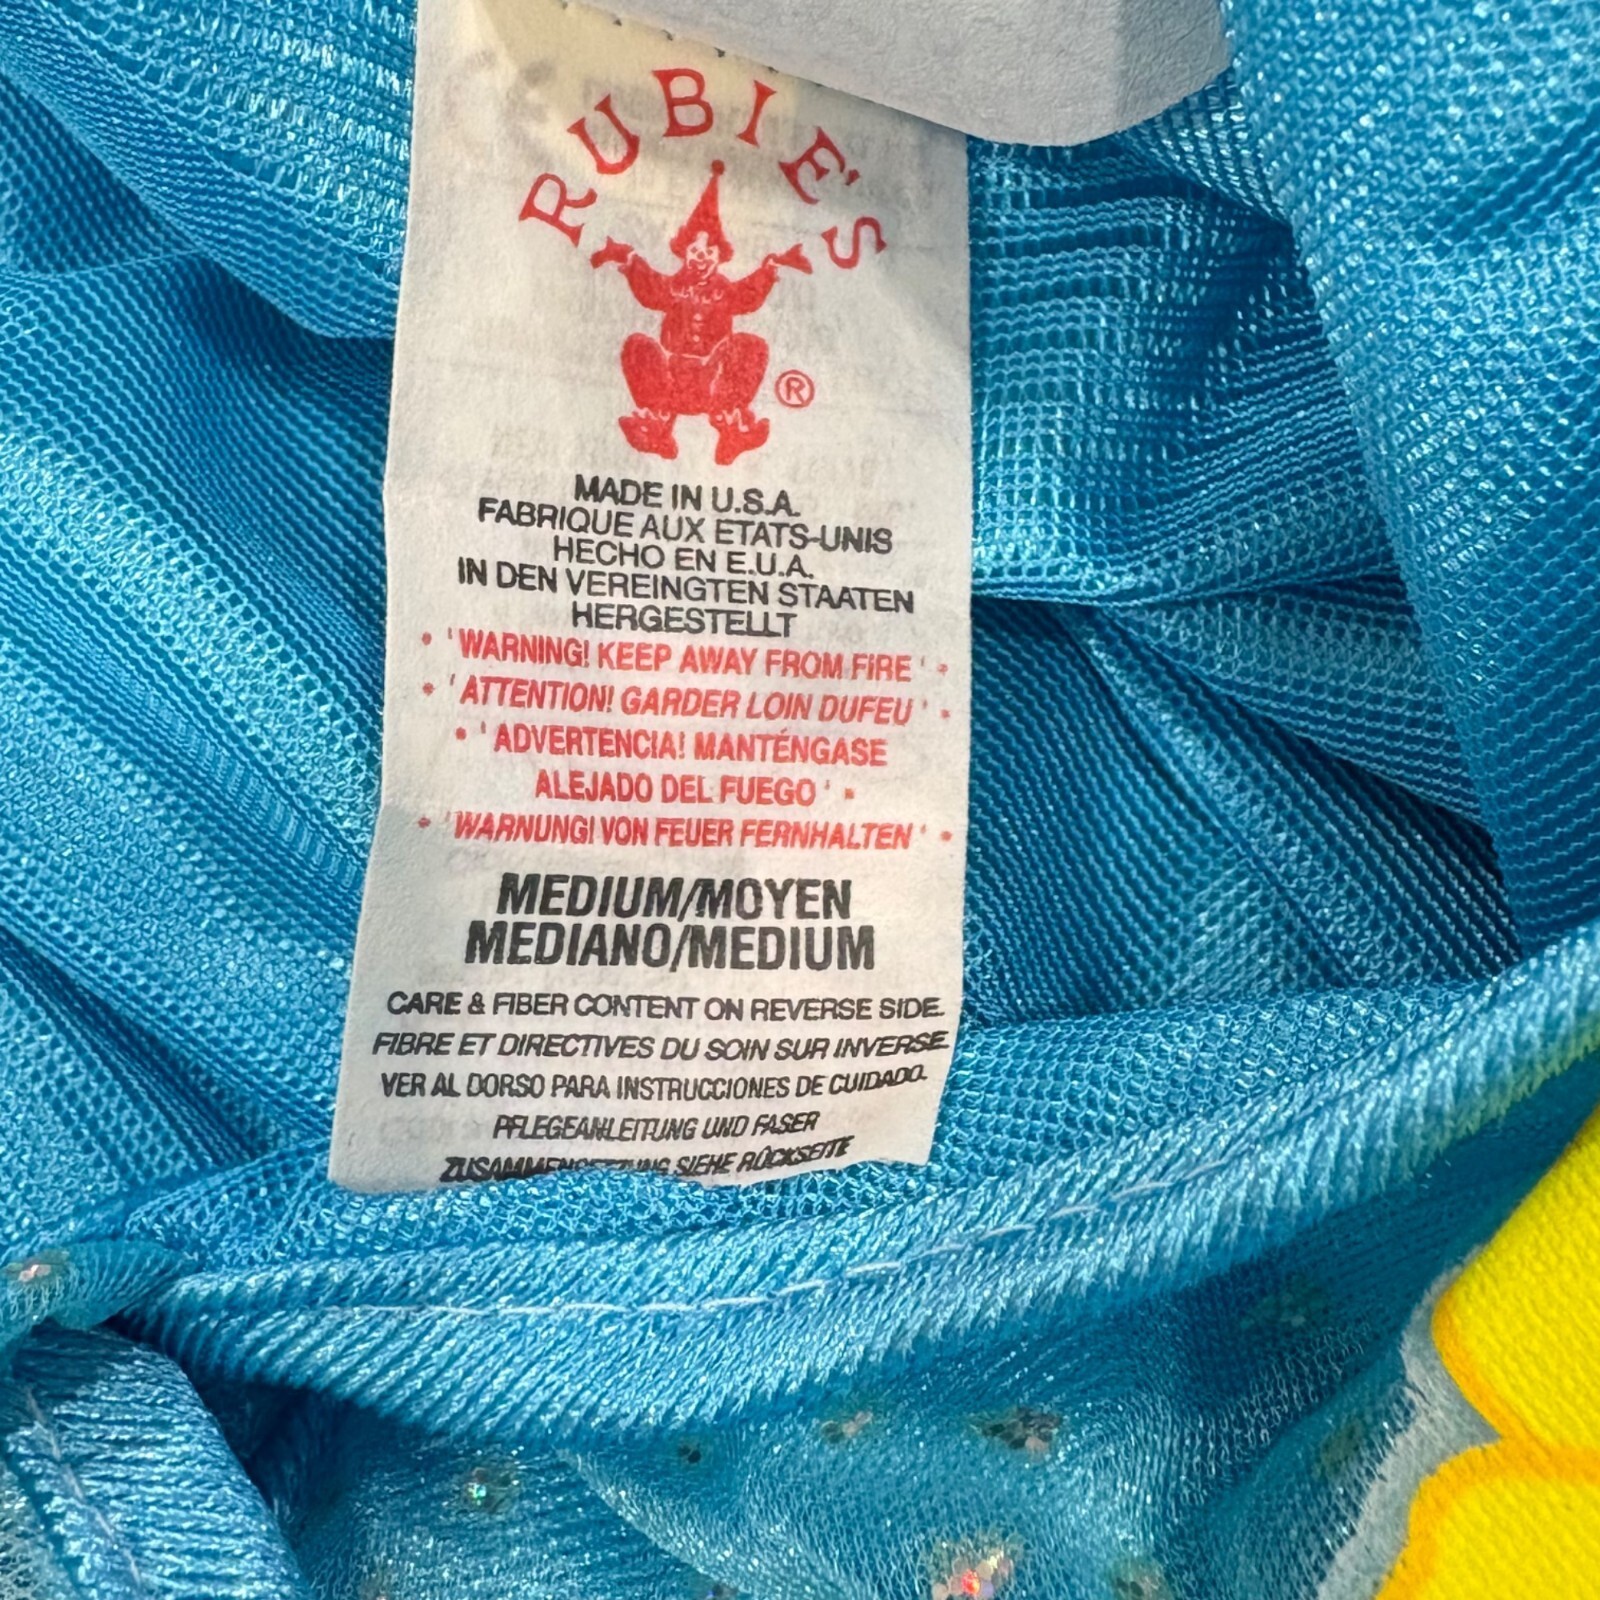 RUBIE'S
®
MADE IN U.S.A.
FABRIQUE AUX ETATS-UNIS
HECHO EN E.U.A.
IN DEN VEREINGTEN STAATEN
HERGESTELLT
• 'WARNING! KEEP AWAY FROM FIRE' •
• 'ATTENTION! GARDER LOIN DUFEU' •
• 'ADVERTENCIA! MANTÉNGASE
ALEJADO DEL FUEGO' •
• 'WARNUNG! VON FEUER FERNHALTEN' •
MEDIUM/MOYEN
MEDIANO/MEDIUM
CARE & FIBER CONTENT ON REVERSE SIDE.
FIBRE ET DIRECTIVES DU SOIN SUR INVERSE
VER AL DORSO PARA INSTRUCCIONES DE CUIDADO.
PFLEGEANLEITUNG UND FASER
ZUSAMMENSETZUNG SIEHE RÜCKSEITE